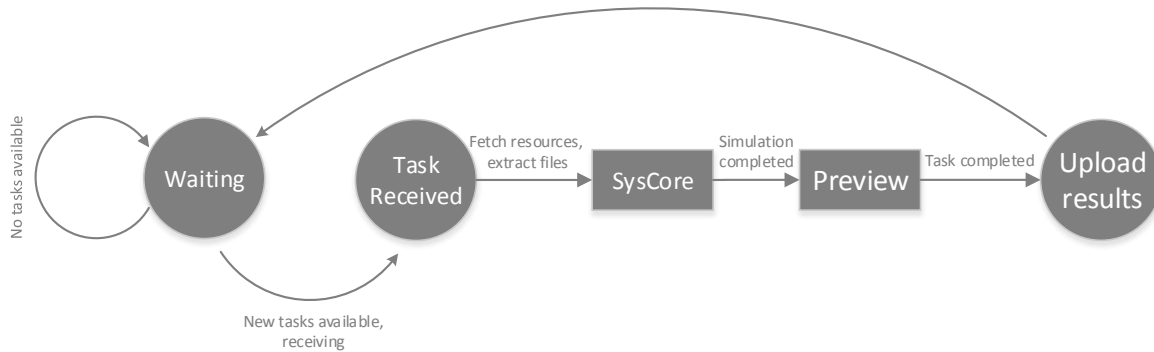 No tasks available
Waiting
New tasks available,
receiving
Task
Received
Fetch resources,
extract files
SysCore
Simulation
completed
Preview
Task completed
Upload
results